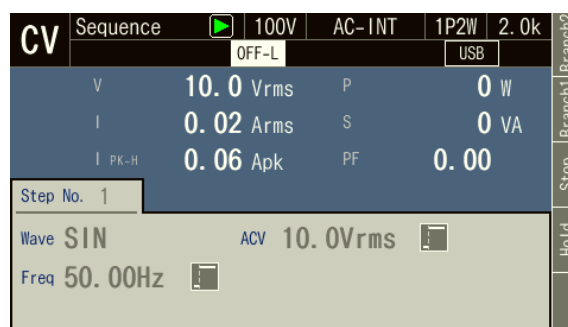 CV Sequence 100V AC-INT 1P2W 2.0k
OFF-L USB
V 10.0 Vrms P 0 W
I 0.02 Arms S 0 VA
I PK-H 0.06 Apk PF 0.00
Step No. 1
Wave SIN ACV 10.0Vrms
Freq 50.00Hz
Branch2
Branch1
Stop
Hold